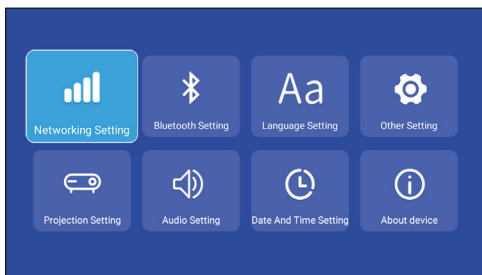 Networking Setting
Bluetooth Setting
Aa
Language Setting
Other Setting
Projection Setting
Audio Setting
Date And Time Setting
About device